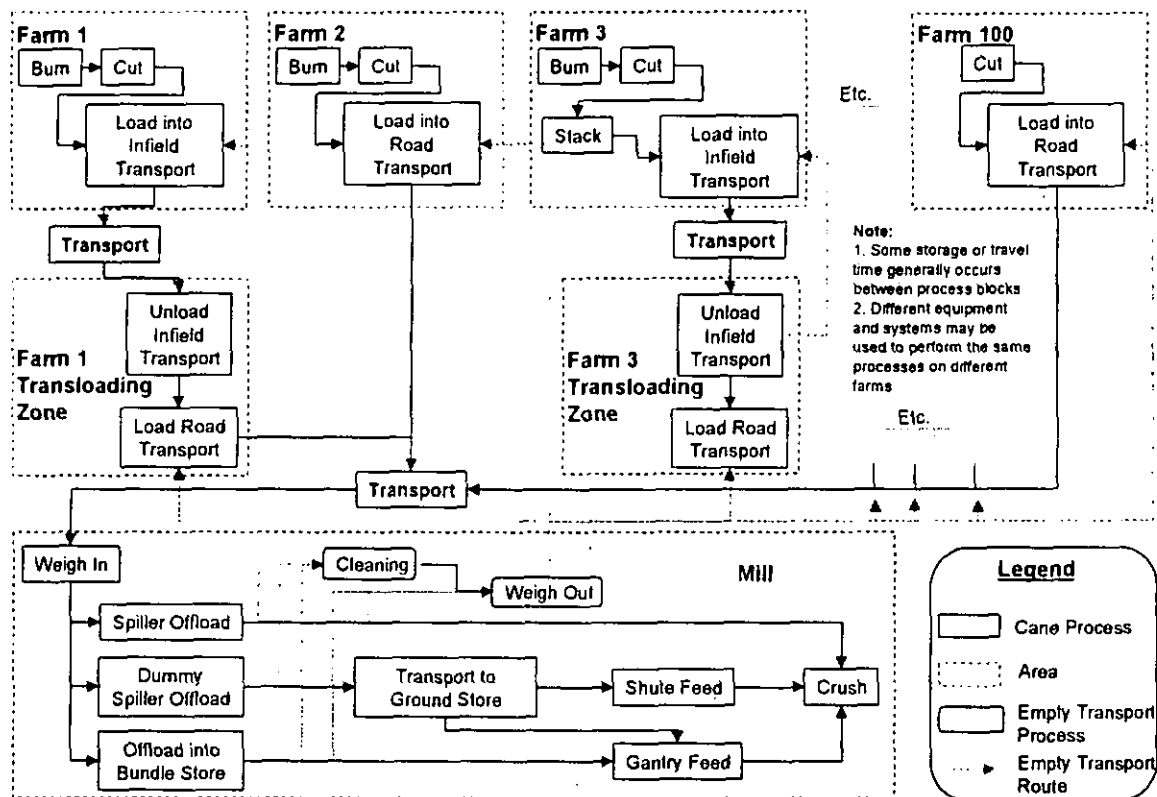 Farm 1
Burn
Cut
Load into
Infield
Transport
Transport
Unload
Infield
Transport
Farm 1
Transloading
Zone
Load Road
Transport
Farm 2
Burn
Cut
Load into
Road
Transport
Farm 3
Burn
Cut
Stack
Load into
Infield
Transport
Transport
Unload
Infield
Transport
Farm 3
Transloading
Zone
Load Road
Transport
Etc.
Farm 100
Cut
Load into
Road
Transport
Note:
1. Some storage or travel
time generally occurs
between process blocks
2. Different equipment
and systems may be
used to perform the same
processes on different
farms
Etc.
Transport
Mill
Weigh In
Cleaning
Weigh Out
Spiller Offload
Dummy
Spiller Offload
Transport to
Ground Store
Shute Feed
Crush
Offload into
Bundle Store
Gantry Feed
Legend
Cane Process
Area
Empty Transport
Process
Empty Transport
Route